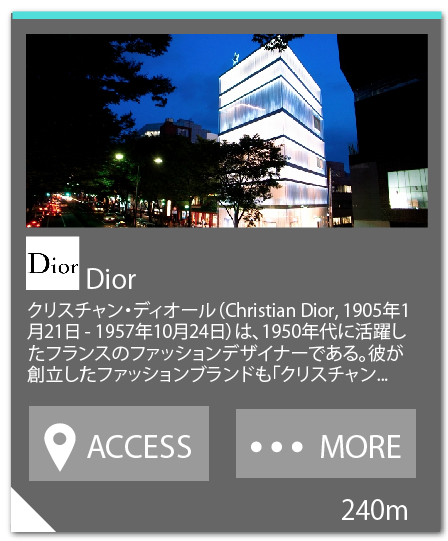 Dior
Dior
クリスチャン・ディオール（Christian Dior, 1905年1
月21日 - 1957年10月24日）は、1950年代に活躍し
たフランスのファッションデザイナーである。彼が
創立したファッションブランドも「クリスチャン...
ACCESS
MORE
240m